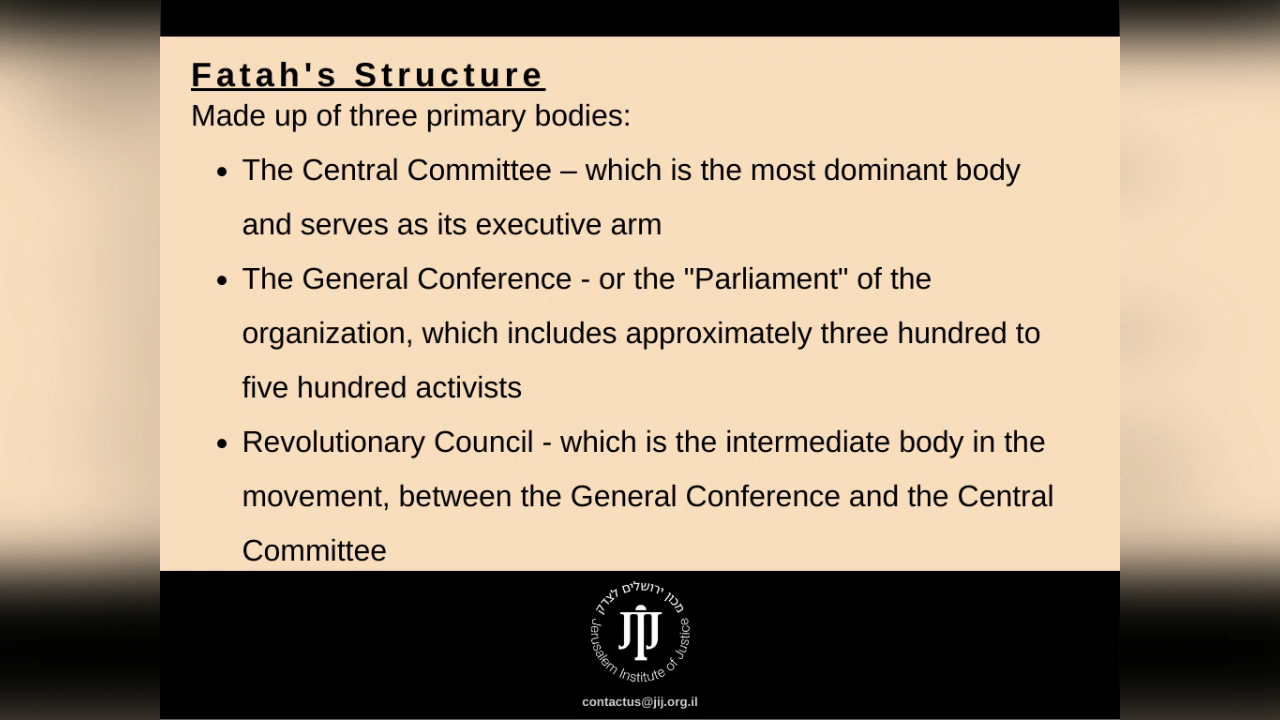 Fatah's Structure
Made up of three primary bodies:
• The Central Committee – which is the most dominant body
and serves as its executive arm
• The General Conference - or the "Parliament" of the
organization, which includes approximately three hundred to
five hundred activists
• Revolutionary Council - which is the intermediate body in the
movement, between the General Conference and the Central
Committee
מכון ירושלים לצדק
JIJ
Jerusalem Institute of Justice
contactus@jij.org.il